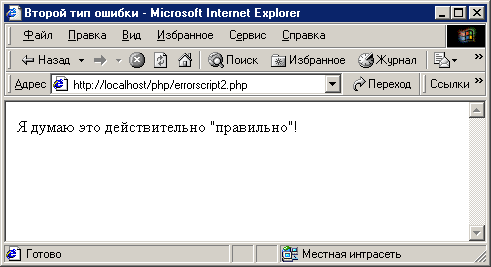 Второй тип ошибки - Microsoft Internet Explorer
Файл Правка Вид Избранное Сервис Справка
Назад Поиск Избранное Журнал »
Адрес http://localhost/php/errorscript2.php Переход Ссылки »
Я думаю это действительно "правильно"!
Готово Местная интрасеть